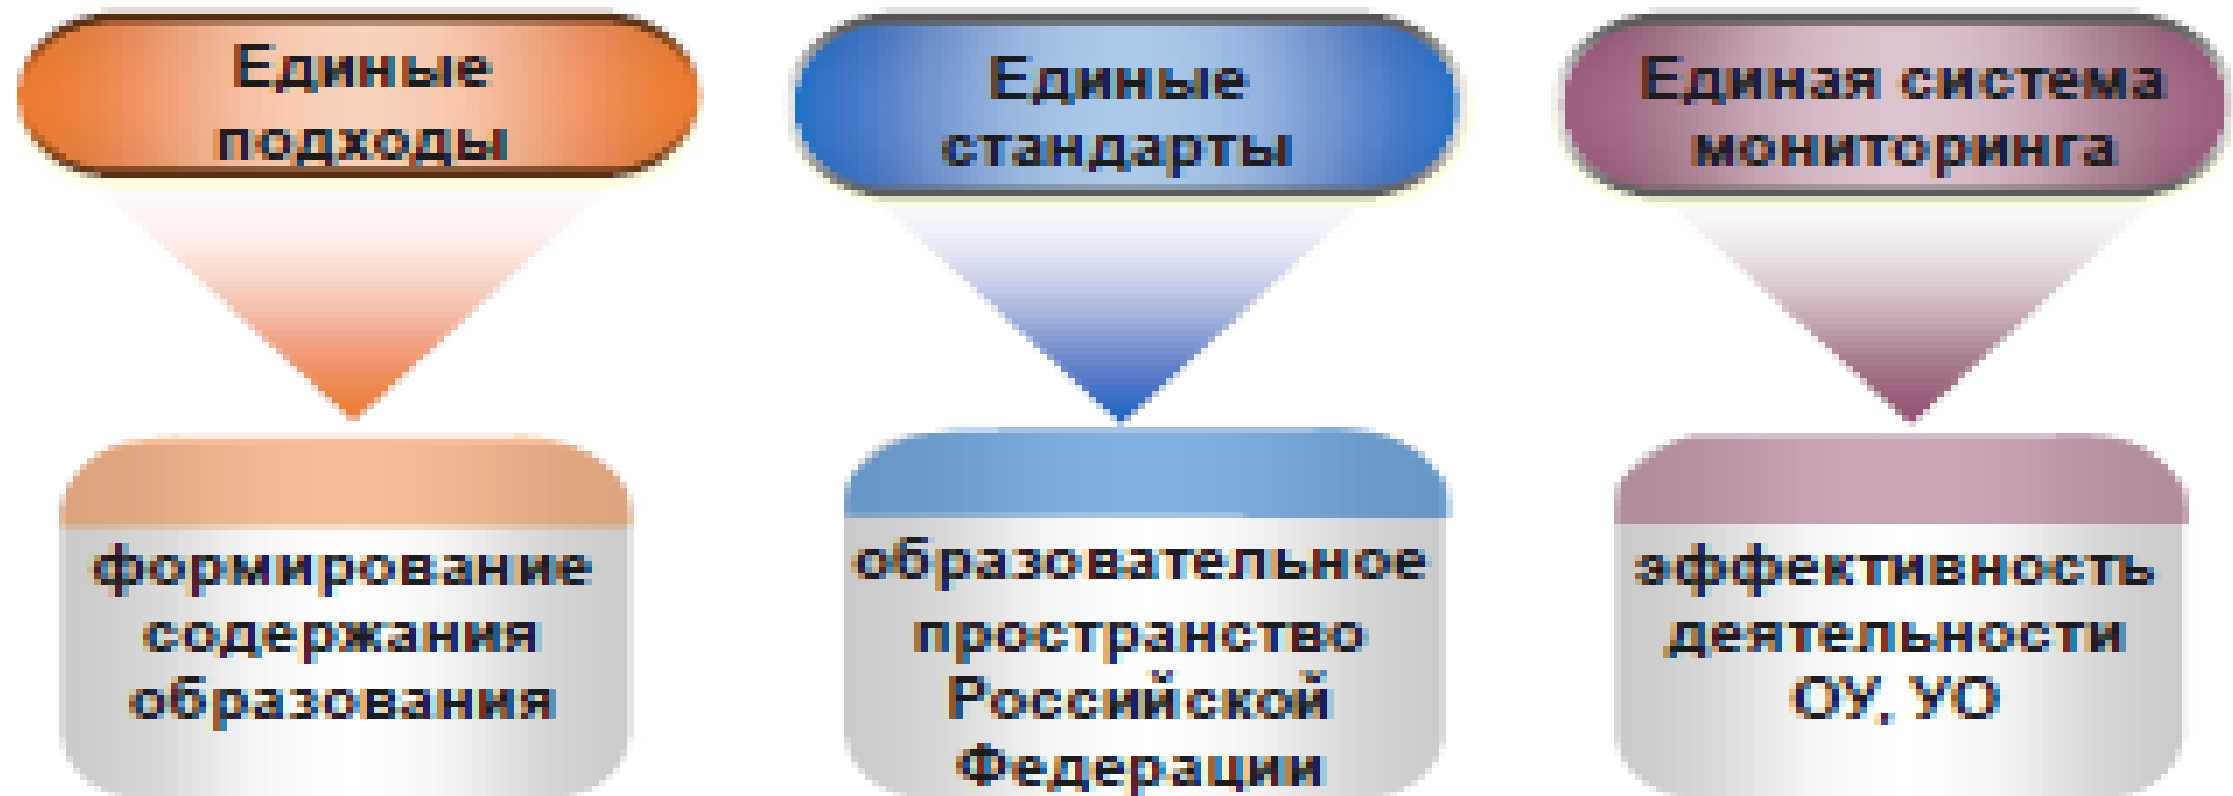 Единые
подходы
Единые
стандарты
Единая система
мониторинга
формирование
содержания
образования
образовательное
пространство
Российской
Федерации
эффективность
деятельности
ОУ, УО